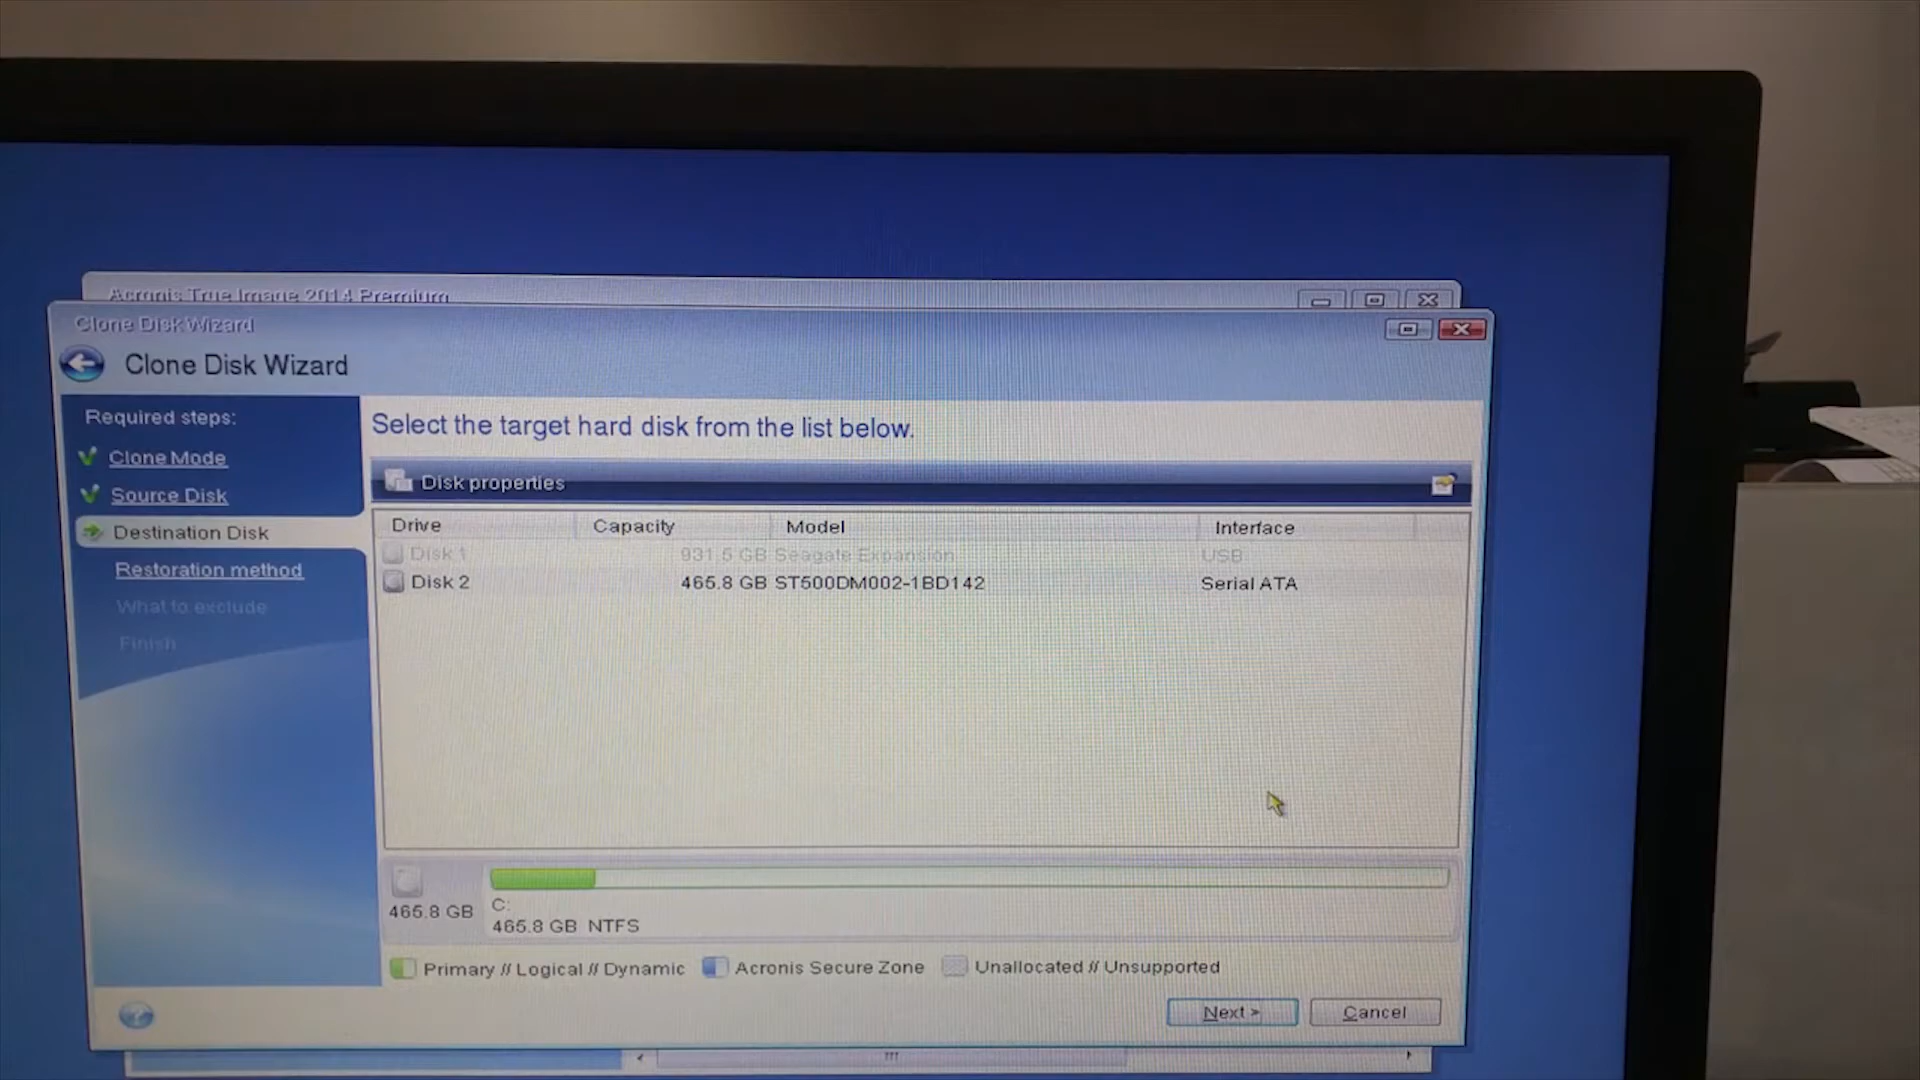 Acronis True Image 2014 Premium
Clone Disk Wizard
Clone Disk Wizard
Required steps:
Clone Mode
Source Disk
Destination Disk
Restoration method
What to exclude
Finish
Select the target hard disk from the list below.
Disk properties
Drive Capacity Model Interface
Disk 1 931.5 GB Seagate Expansion USB
Disk 2 465.8 GB ST500DM002-1BD142 Serial ATA
465.8 GB
C:
465.8 GB NTFS
Primary // Logical // Dynamic Acronis Secure Zone Unallocated // Unsupported
Next > Cancel